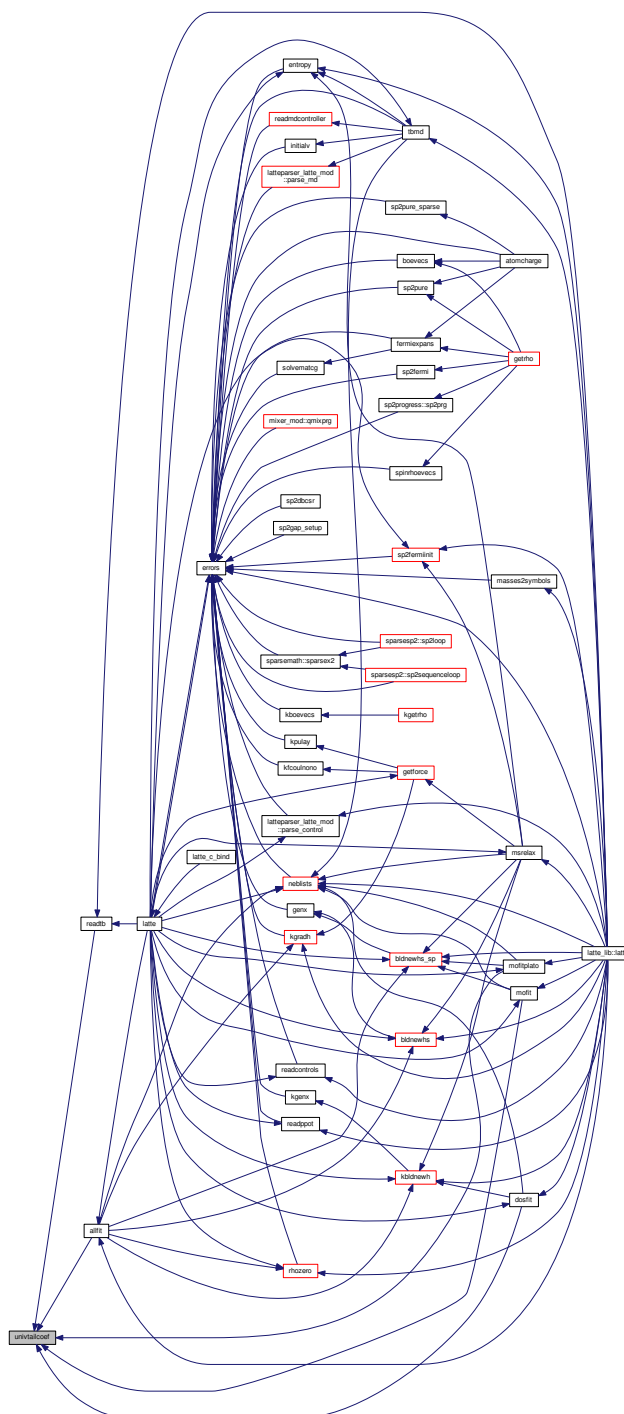 entropy
readmdcontroller
tbmd
initialv
latteparser_latte_mod
::parse_md
sp2pure_sparse
boevecs
atomcharge
sp2pure
fermiexpans
getrho
solvematcg
sp2fermi
sp2progress::sp2prg
mixer_mod::qmixprg
spinrhoevecs
sp2dbcsr
sp2gap_setup
sp2fermiinit
errors
masses2symbols
sparsesp2::sp2loop
sparsemath::sparsex2
sparsesp2::sp2sequenceloop
kboevecs
kgetrho
kpulay
kfcoulnono
getforce
latteparser_latte_mod
::parse_control
latte_c_bind
msrelax
neblists
genx
readtb
latte
kgradh
bldnewhs_sp
mofitplato
latte_lib::latt
mofit
bldnewhs
readcontrols
kgenx
readppot
kbldnewh
dosfit
allfit
rhozero
univtailcoef